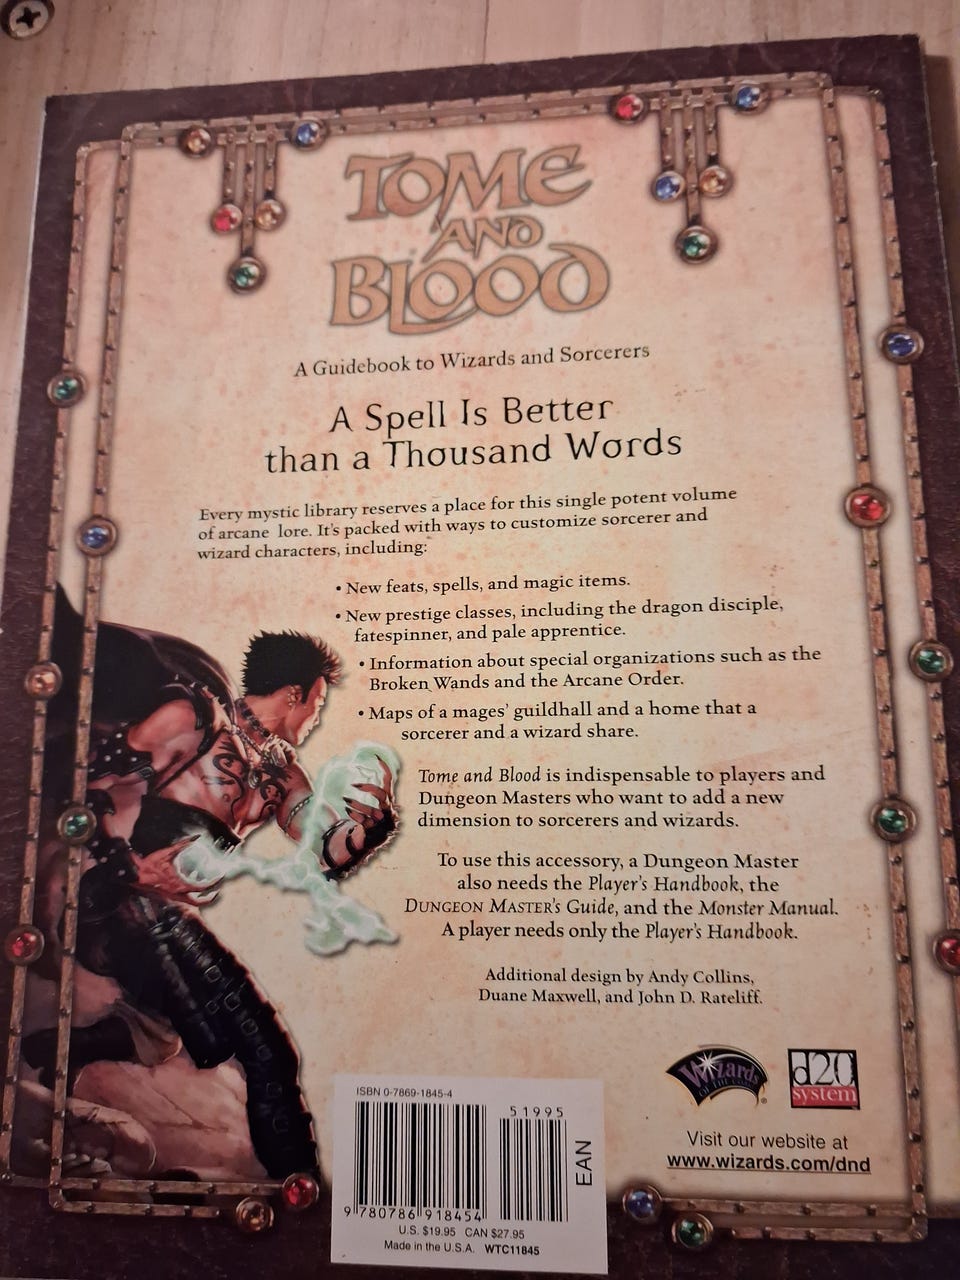 TOME
AND
BLOOD
A Guidebook to Wizards and Sorcerers
A Spell Is Better
than a Thousand Words
Every mystic library reserves a place for this single potent volume
of arcane lore. It's packed with ways to customize sorcerer and
wizard characters, including:
• New feats, spells, and magic items.
• New prestige classes, including the dragon disciple,
fatespinner, and pale apprentice.
• Information about special organizations such as the
Broken Wands and the Arcane Order.
• Maps of a mages' guildhall and a home that a
sorcerer and a wizard share.
Tome and Blood is indispensable to players and
Dungeon Masters who want to add a new
dimension to sorcerers and wizards.
To use this accessory, a Dungeon Master
also needs the Player's Handbook, the
DUNGEON MASTER's Guide, and the Monster Manual.
A player needs only the Player's Handbook.
Additional design by Andy Collins,
Duane Maxwell, and John D. Rateliff.
Wizards
OF THE COAST
®
d20
system
Visit our website at
www.wizards.com/dnd
ISBN 0-7869-1845-4
51995
EAN
9 780786 918454
U.S. $19.95 CAN $27.95
Made in the U.S.A. WTC11845